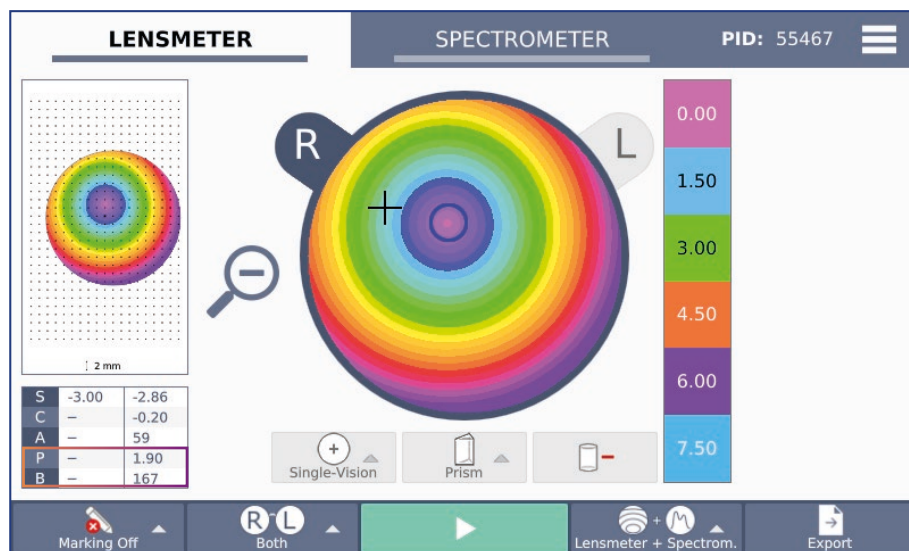 LENSMETER
SPECTROMETER
PID: 55467
R
L
0.00
1.50
3.00
4.50
6.00
7.50
2 mm
S -3.00 -2.86
C – -0.20
A – 59
P – 1.90
B – 167
+
Single-Vision
Prism
Marking Off
R-L
Both
Lensmeter + Spectrom.
Export